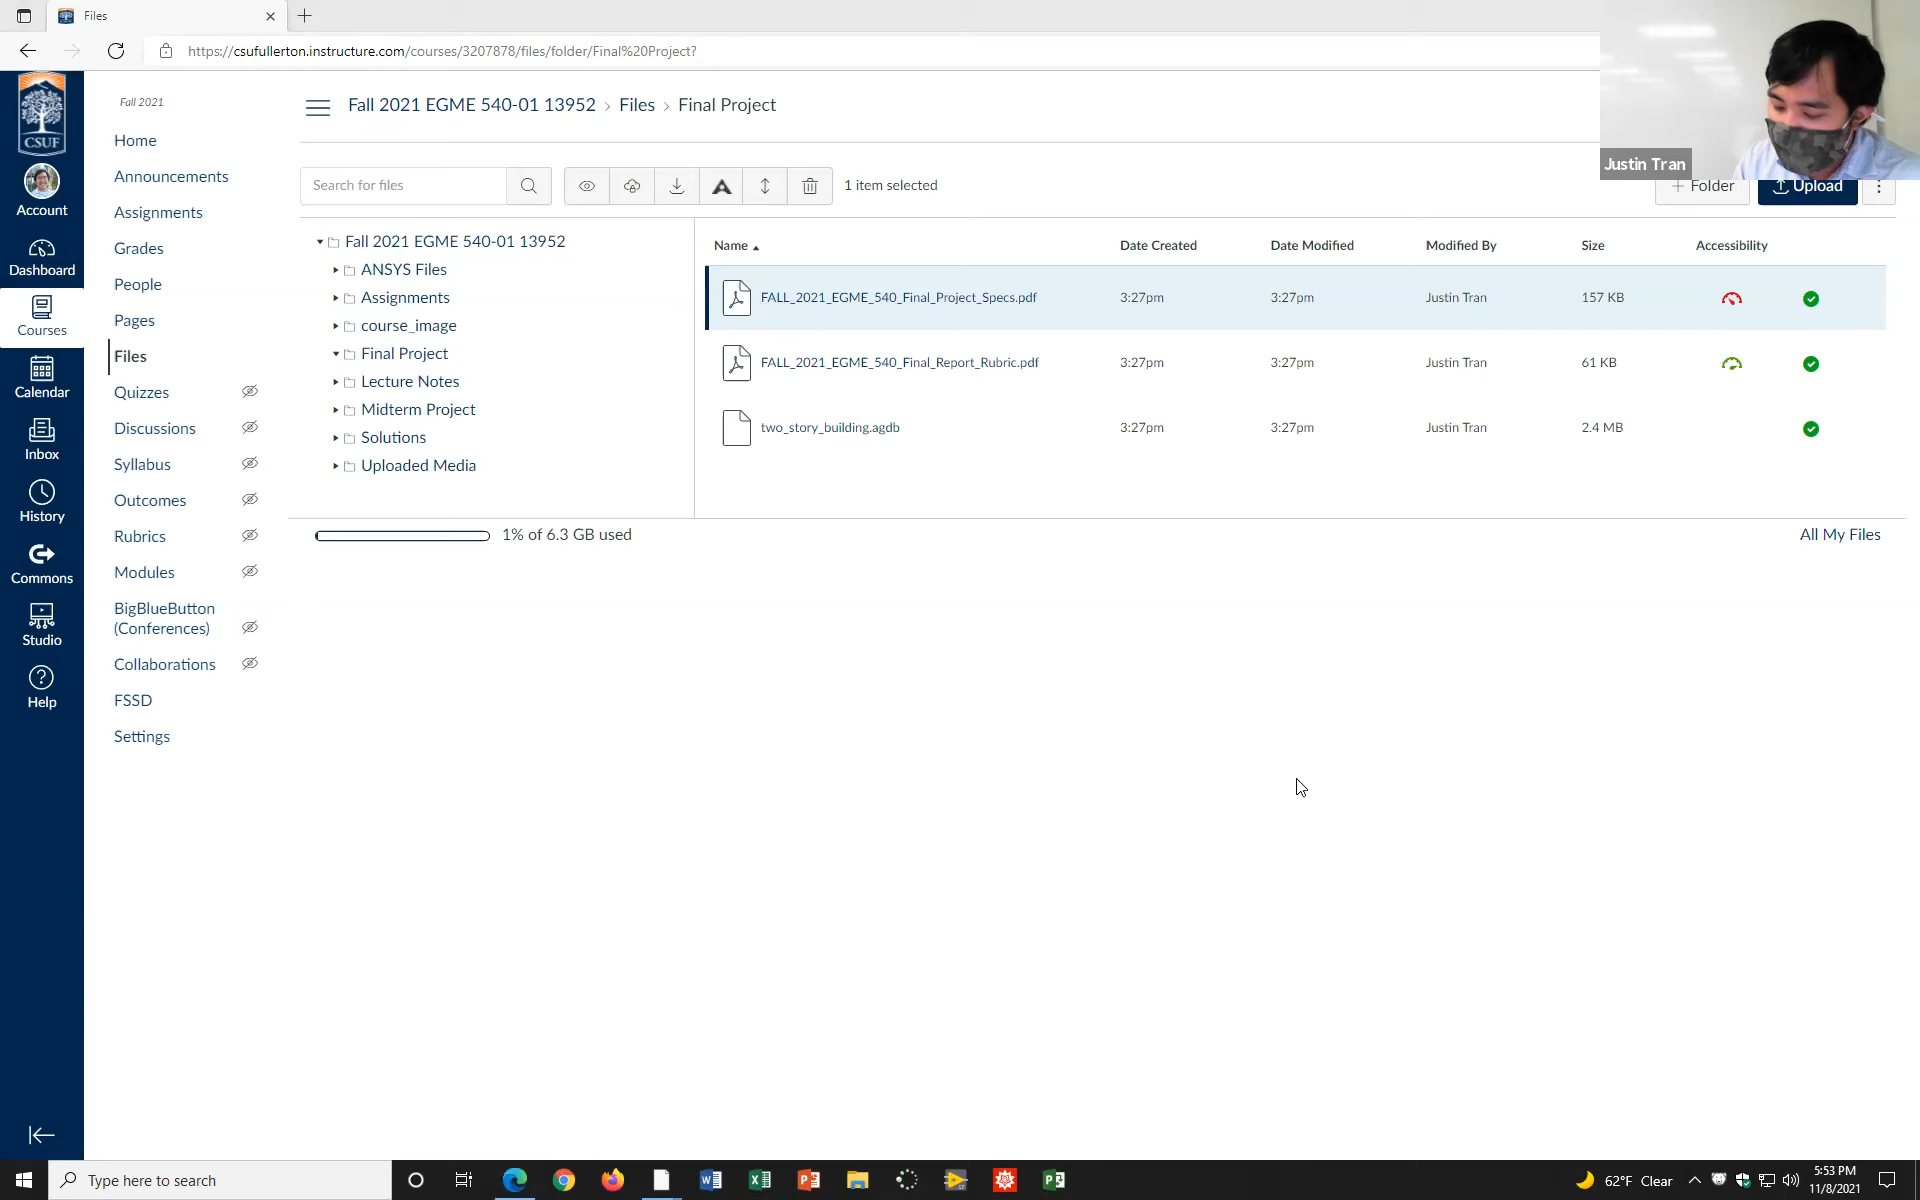 Files
https://csufullerton.instructure.com/courses/3207878/files/folder/Final%20Project?
CSUF
Account
Dashboard
Courses
Calendar
Inbox
History
Commons
Studio
Help
Fall 2021
Home
Announcements
Assignments
Grades
People
Pages
Files
Quizzes
Discussions
Syllabus
Outcomes
Rubrics
Modules
BigBlueButton
(Conferences)
Collaborations
FSSD
Settings
Fall 2021 EGME 540-01 13952 › Files › Final Project
Justin Tran
Search for files
1 item selected
+ Folder
Upload
Fall 2021 EGME 540-01 13952
ANSYS Files
Assignments
course_image
Final Project
Lecture Notes
Midterm Project
Solutions
Uploaded Media
Name Date Created Date Modified Modified By Size Accessibility
FALL_2021_EGME_540_Final_Project_Specs.pdf 3:27pm 3:27pm Justin Tran 157 KB
FALL_2021_EGME_540_Final_Report_Rubric.pdf 3:27pm 3:27pm Justin Tran 61 KB
two_story_building.agdb 3:27pm 3:27pm Justin Tran 2.4 MB
1% of 6.3 GB used
All My Files
Type here to search
62°F Clear
5:53 PM
11/8/2021